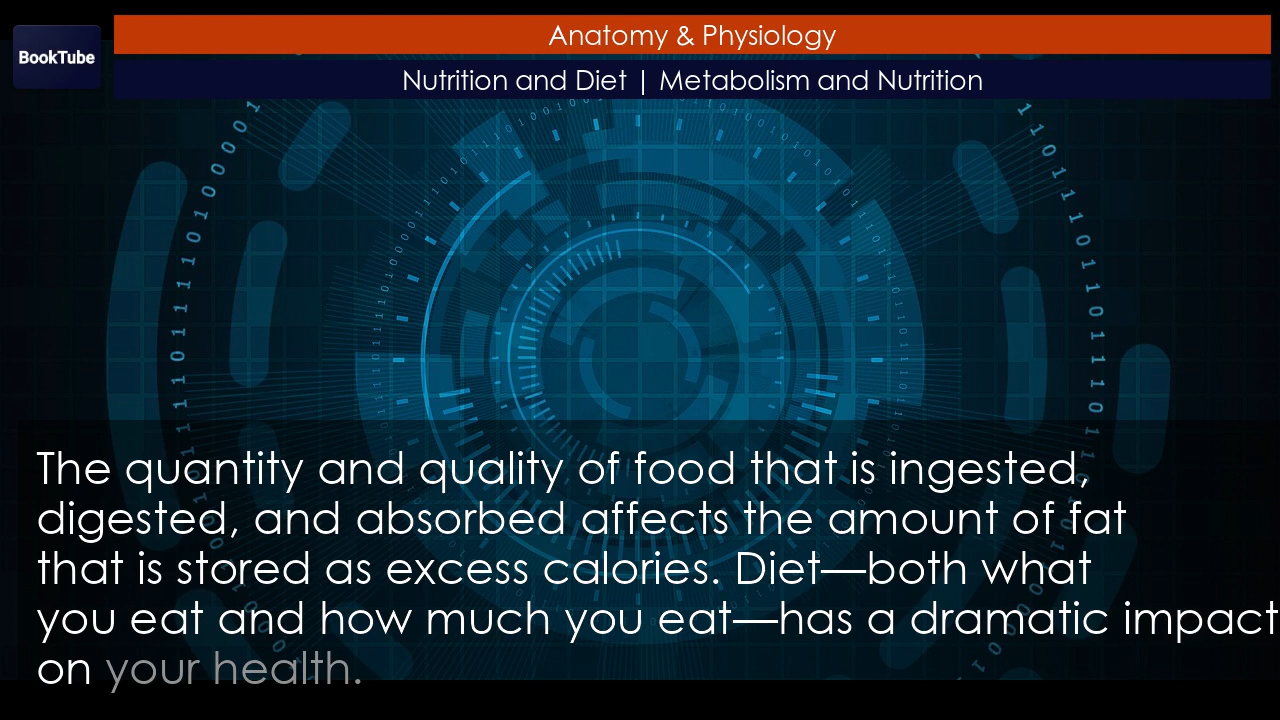 BookTube
Anatomy & Physiology
Nutrition and Diet | Metabolism and Nutrition
The quantity and quality of food that is ingested,
digested, and absorbed affects the amount of fat
that is stored as excess calories. Diet—both what
you eat and how much you eat—has a dramatic impact
on your health.